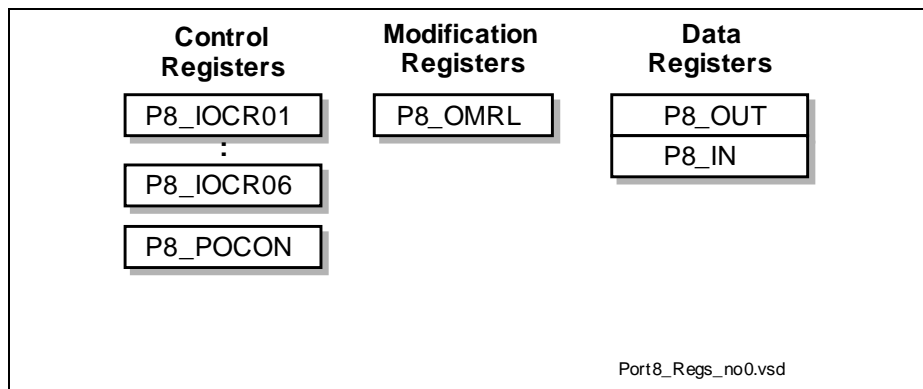 Control
Registers
P8_IOCR01
:
P8_IOCR06
P8_POCON
Modification
Registers
P8_OMRL
Data
Registers
P8_OUT
P8_IN
Port8_Regs_no0.vsd